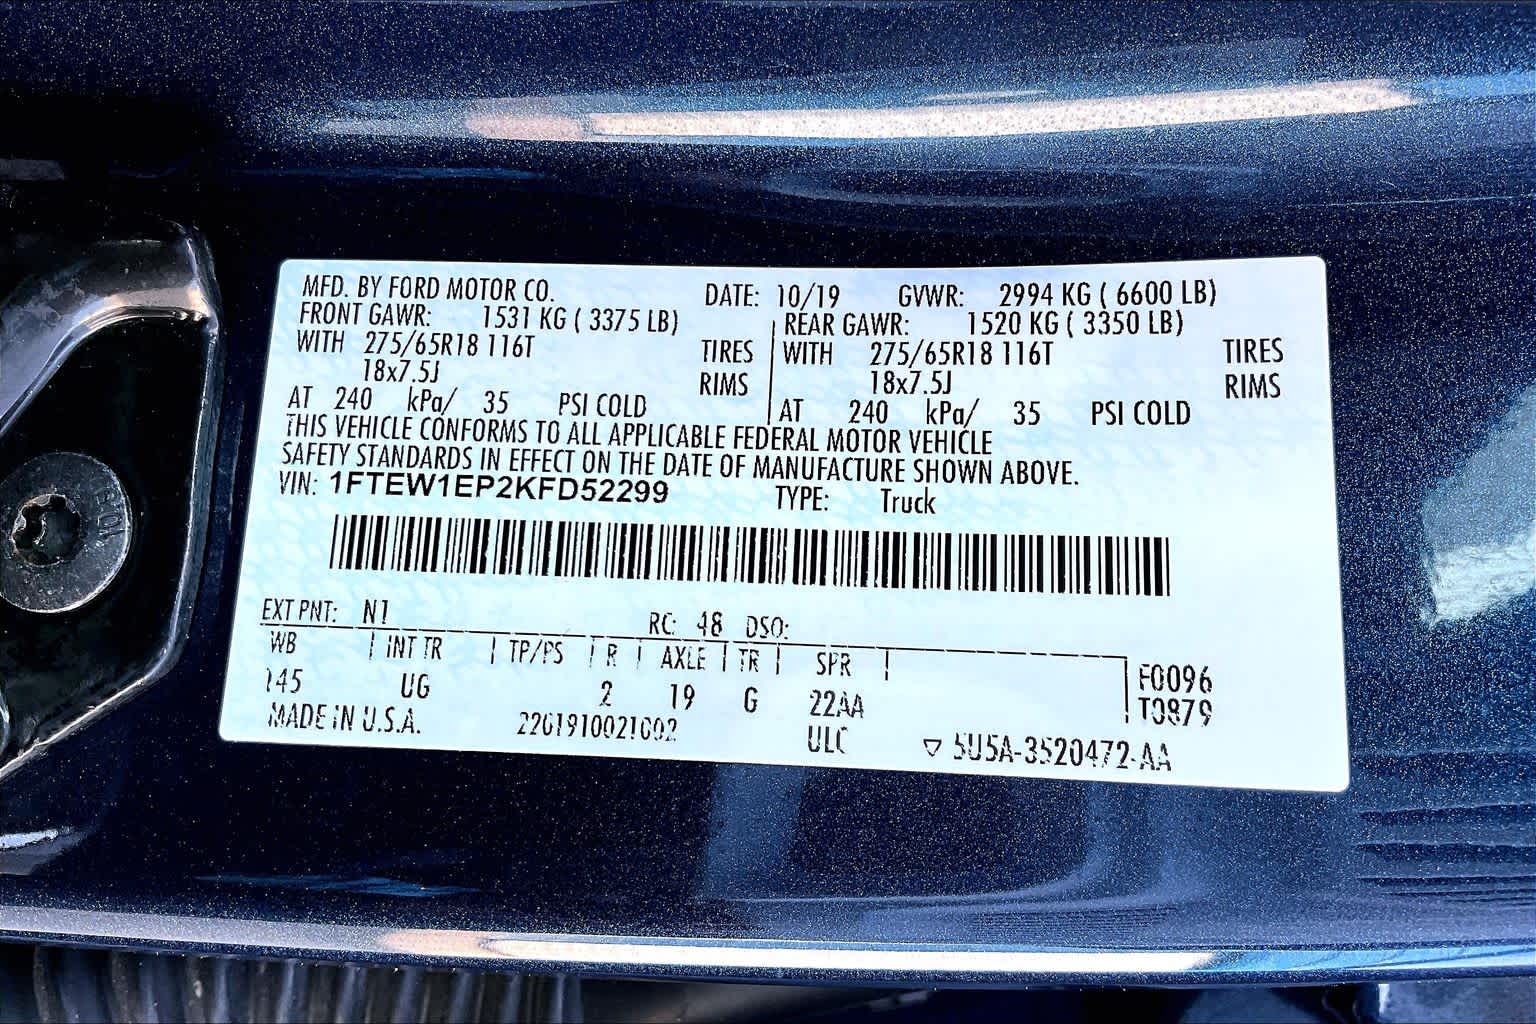 MFD. BY FORD MOTOR CO. DATE: 10/19 GVWR: 2994 KG ( 6600 LB)
FRONT GAWR: 1531 KG ( 3375 LB) REAR GAWR: 1520 KG ( 3350 LB)
WITH 275/65R18 116T TIRES WITH 275/65R18 116T TIRES
18x7.5J RIMS 18x7.5J RIMS
AT 240 kPa/ 35 PSI COLD AT 240 kPa/ 35 PSI COLD
THIS VEHICLE CONFORMS TO ALL APPLICABLE FEDERAL MOTOR VEHICLE
SAFETY STANDARDS IN EFFECT ON THE DATE OF MANUFACTURE SHOWN ABOVE.
VIN: 1FTEW1EP2KFD52299 TYPE: Truck
EXT PNT: N1 RC: 48 DSO:
WB INT TR TP/PS R AXLE TR SPR
145 UG 2 19 G 22AA
F0096
T0879
MADE IN U.S.A. 2201910021002 ULC ▽ 5U5A-3520472-AA